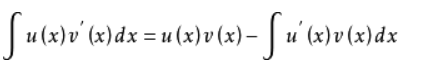 ∫ u(x) v′(x) dx = u(x) v(x) − ∫ u′(x) v(x) dx